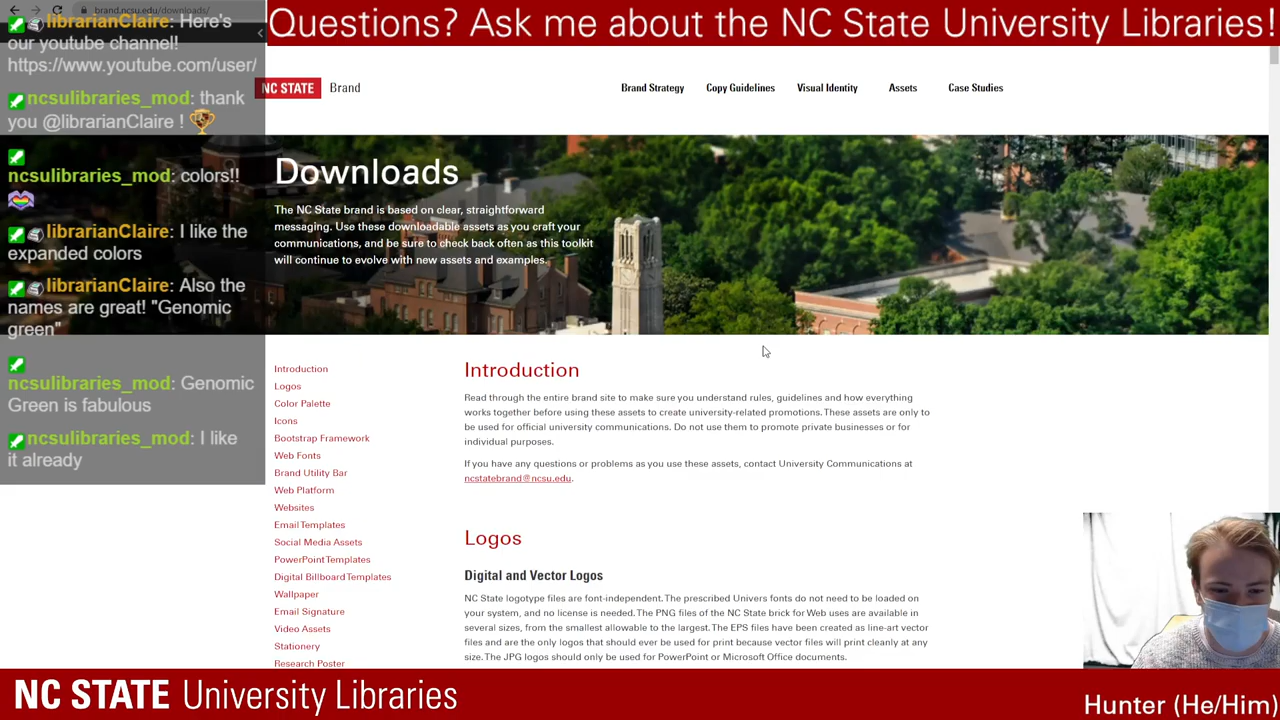 Questions? Ask me about the NC State University Libraries!
brand.ncsu.edu/downloads/
librarianClaire: Here's
our youtube channel!
https://www.youtube.com/user/
ncsulibraries_mod: thank
you @librarianClaire !
ncsulibraries_mod: colors!!
librarianClaire: I like the
expanded colors
librarianClaire: Also the
names are great! "Genomic
green"
ncsulibraries_mod: Genomic
Green is fabulous
ncsulibraries_mod: I like
it already
NC STATE Brand
Brand Strategy Copy Guidelines Visual Identity Assets Case Studies
Downloads
The NC State brand is based on clear, straightforward
messaging. Use these downloadable assets as you craft your
communications, and be sure to check back often as this toolkit
will continue to evolve with new assets and examples.
Introduction
Logos
Color Palette
Icons
Bootstrap Framework
Web Fonts
Brand Utility Bar
Web Platform
Websites
Email Templates
Social Media Assets
PowerPoint Templates
Digital Billboard Templates
Wallpaper
Email Signature
Video Assets
Stationery
Research Poster
Introduction
Read through the entire brand site to make sure you understand rules, guidelines and how everything
works together before using these assets to create university-related promotions. These assets are only to
be used for official university communications. Do not use them to promote private businesses or for
individual purposes.
If you have any questions or problems as you use these assets, contact University Communications at
ncstatebrand@ncsu.edu.
Logos
Digital and Vector Logos
NC State logotype files are font-independent. The prescribed Univers fonts do not need to be loaded on
your system, and no license is needed. The PNG files of the NC State brick for Web uses are available in
several sizes, from the smallest allowable to the largest. The EPS files have been created as line-art vector
files and are the only logos that should ever be used for print because vector files will print cleanly at any
size. The JPG logos should only be used for PowerPoint or Microsoft Office documents.
NC STATE University Libraries
Hunter (He/Him)